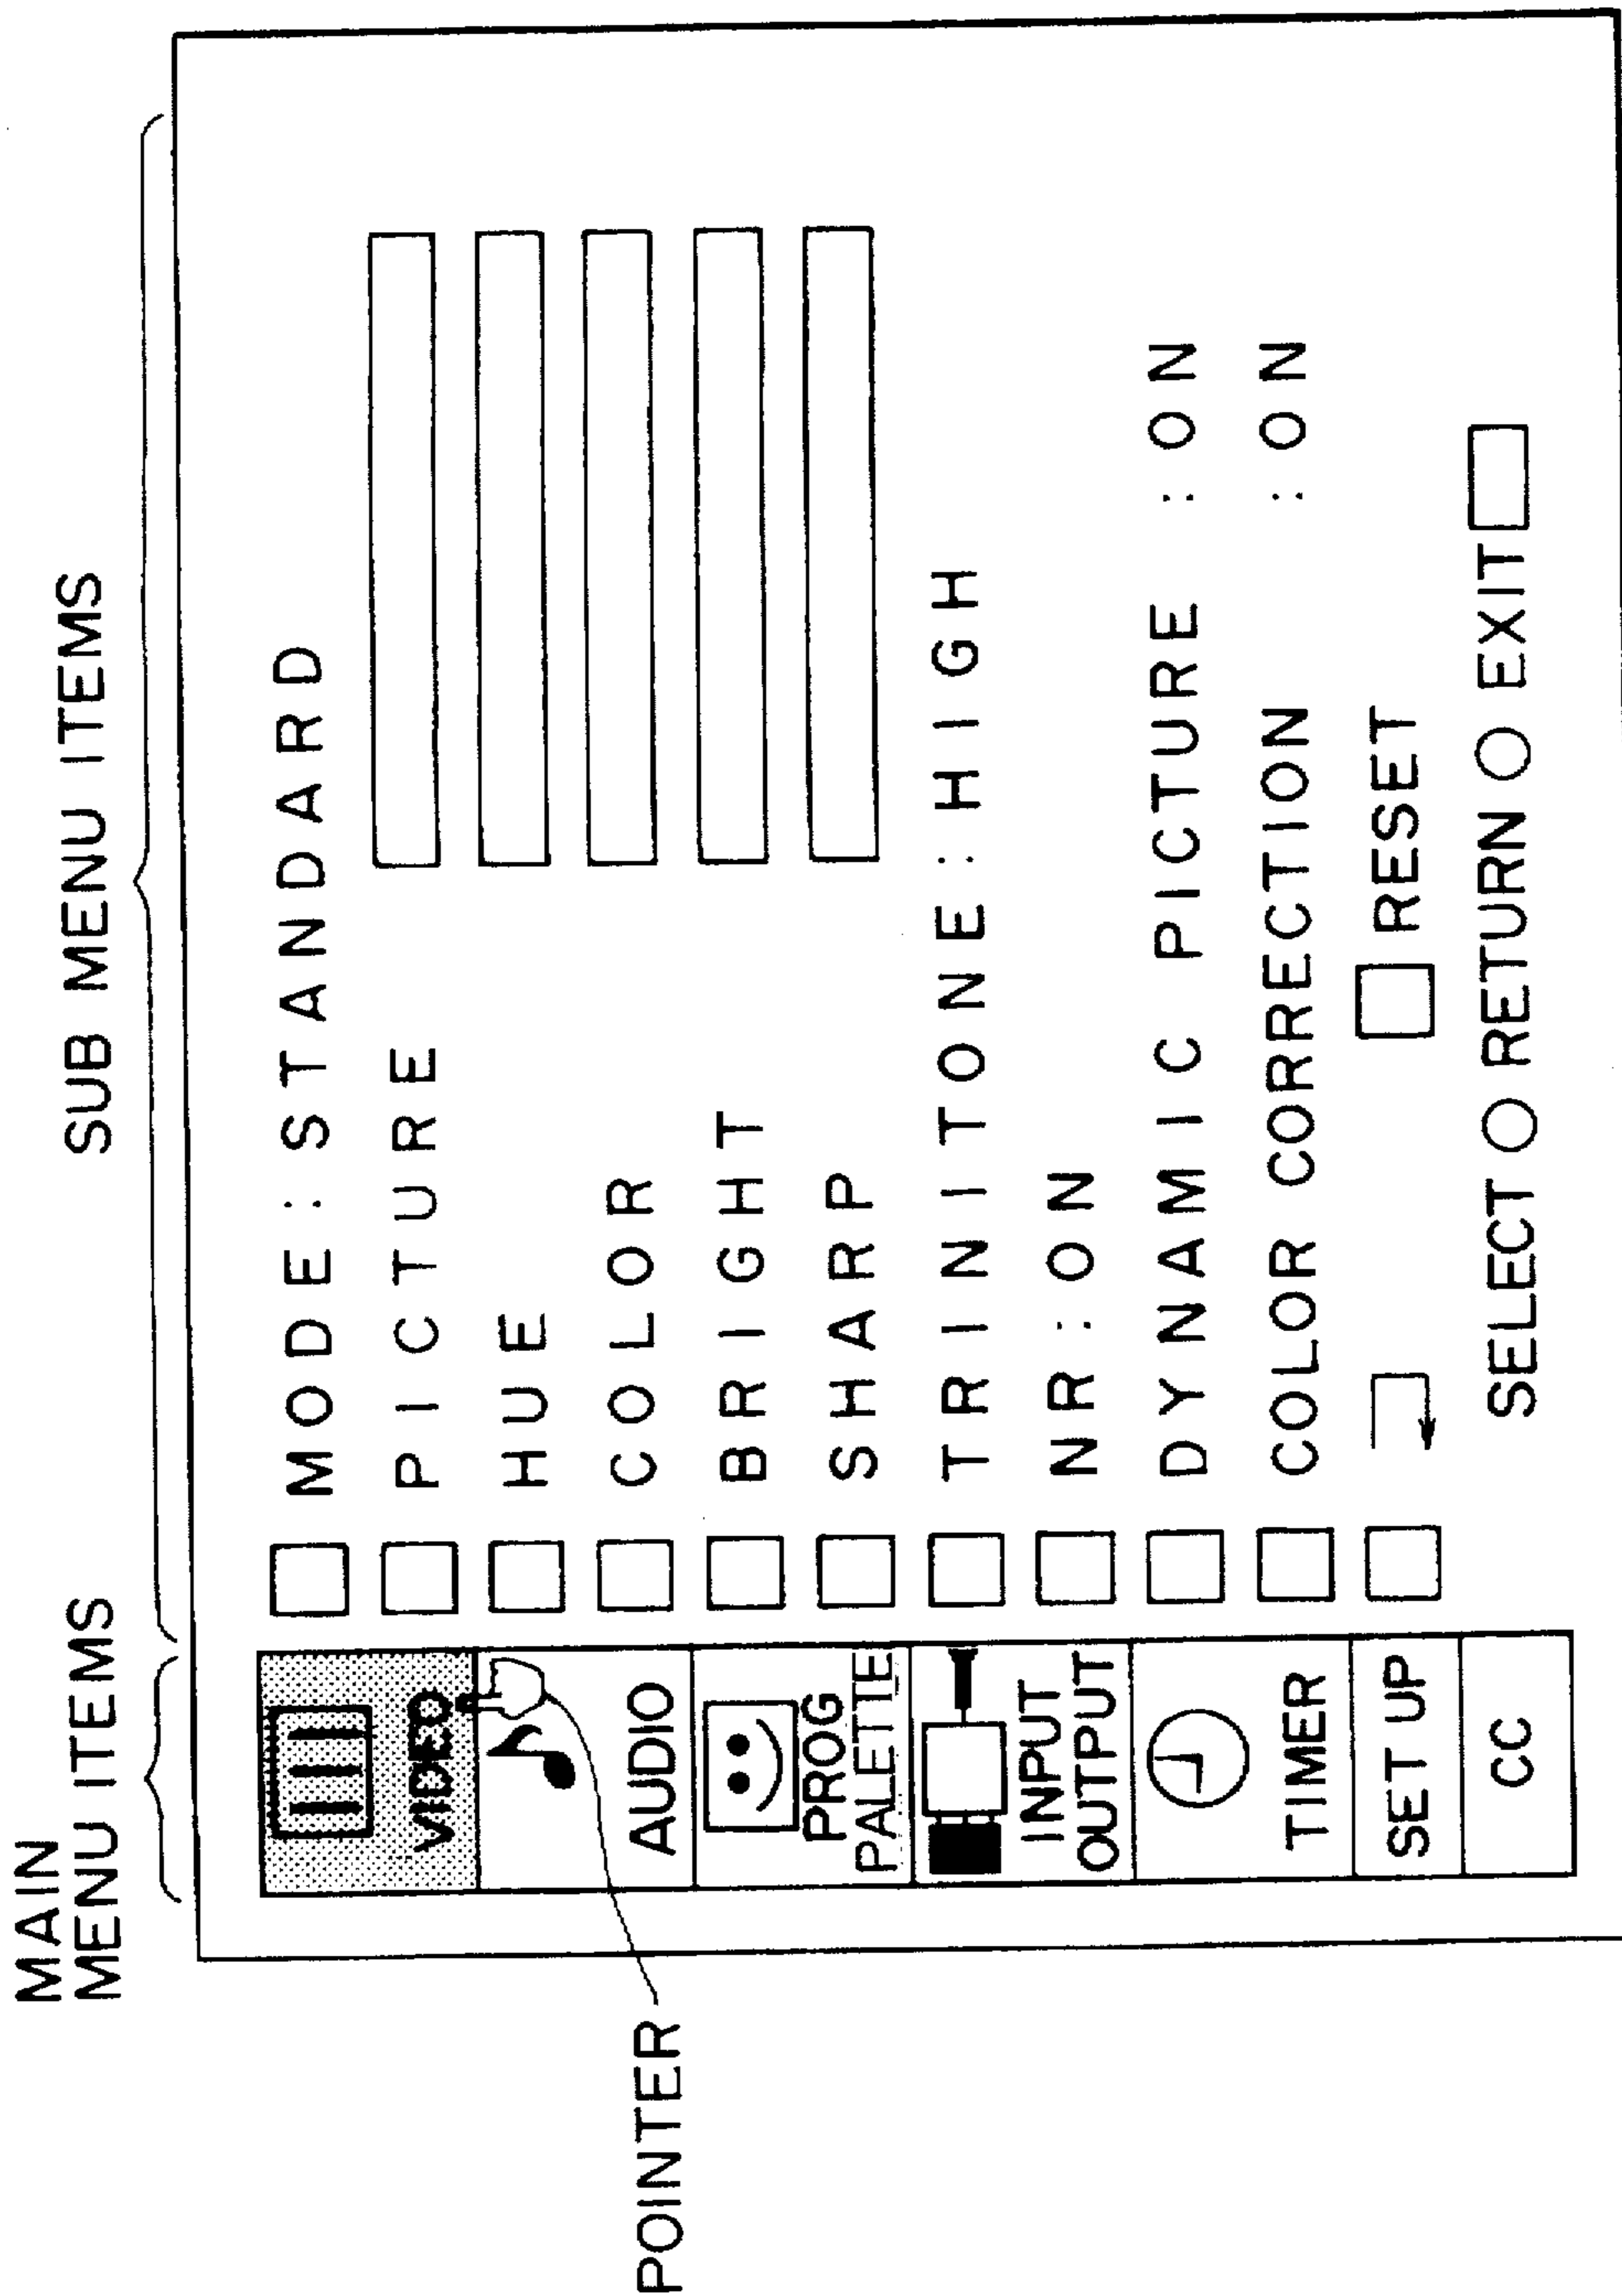 MAIN
MENU ITEMS
SUB MENU ITEMS
POINTER
VIDEO
AUDIO
PROG
PALETTE
INPUT
OUTPUT
TIMER
SET UP
CC
MODE : STANDARD
PICTURE
HUE
COLOR
BRIGHT
SHARP
TRINITONE : HIGH
NR : ON
DYNAMIC PICTURE : ON
COLOR CORRECTION : ON
RESET
SELECT RETURN EXIT